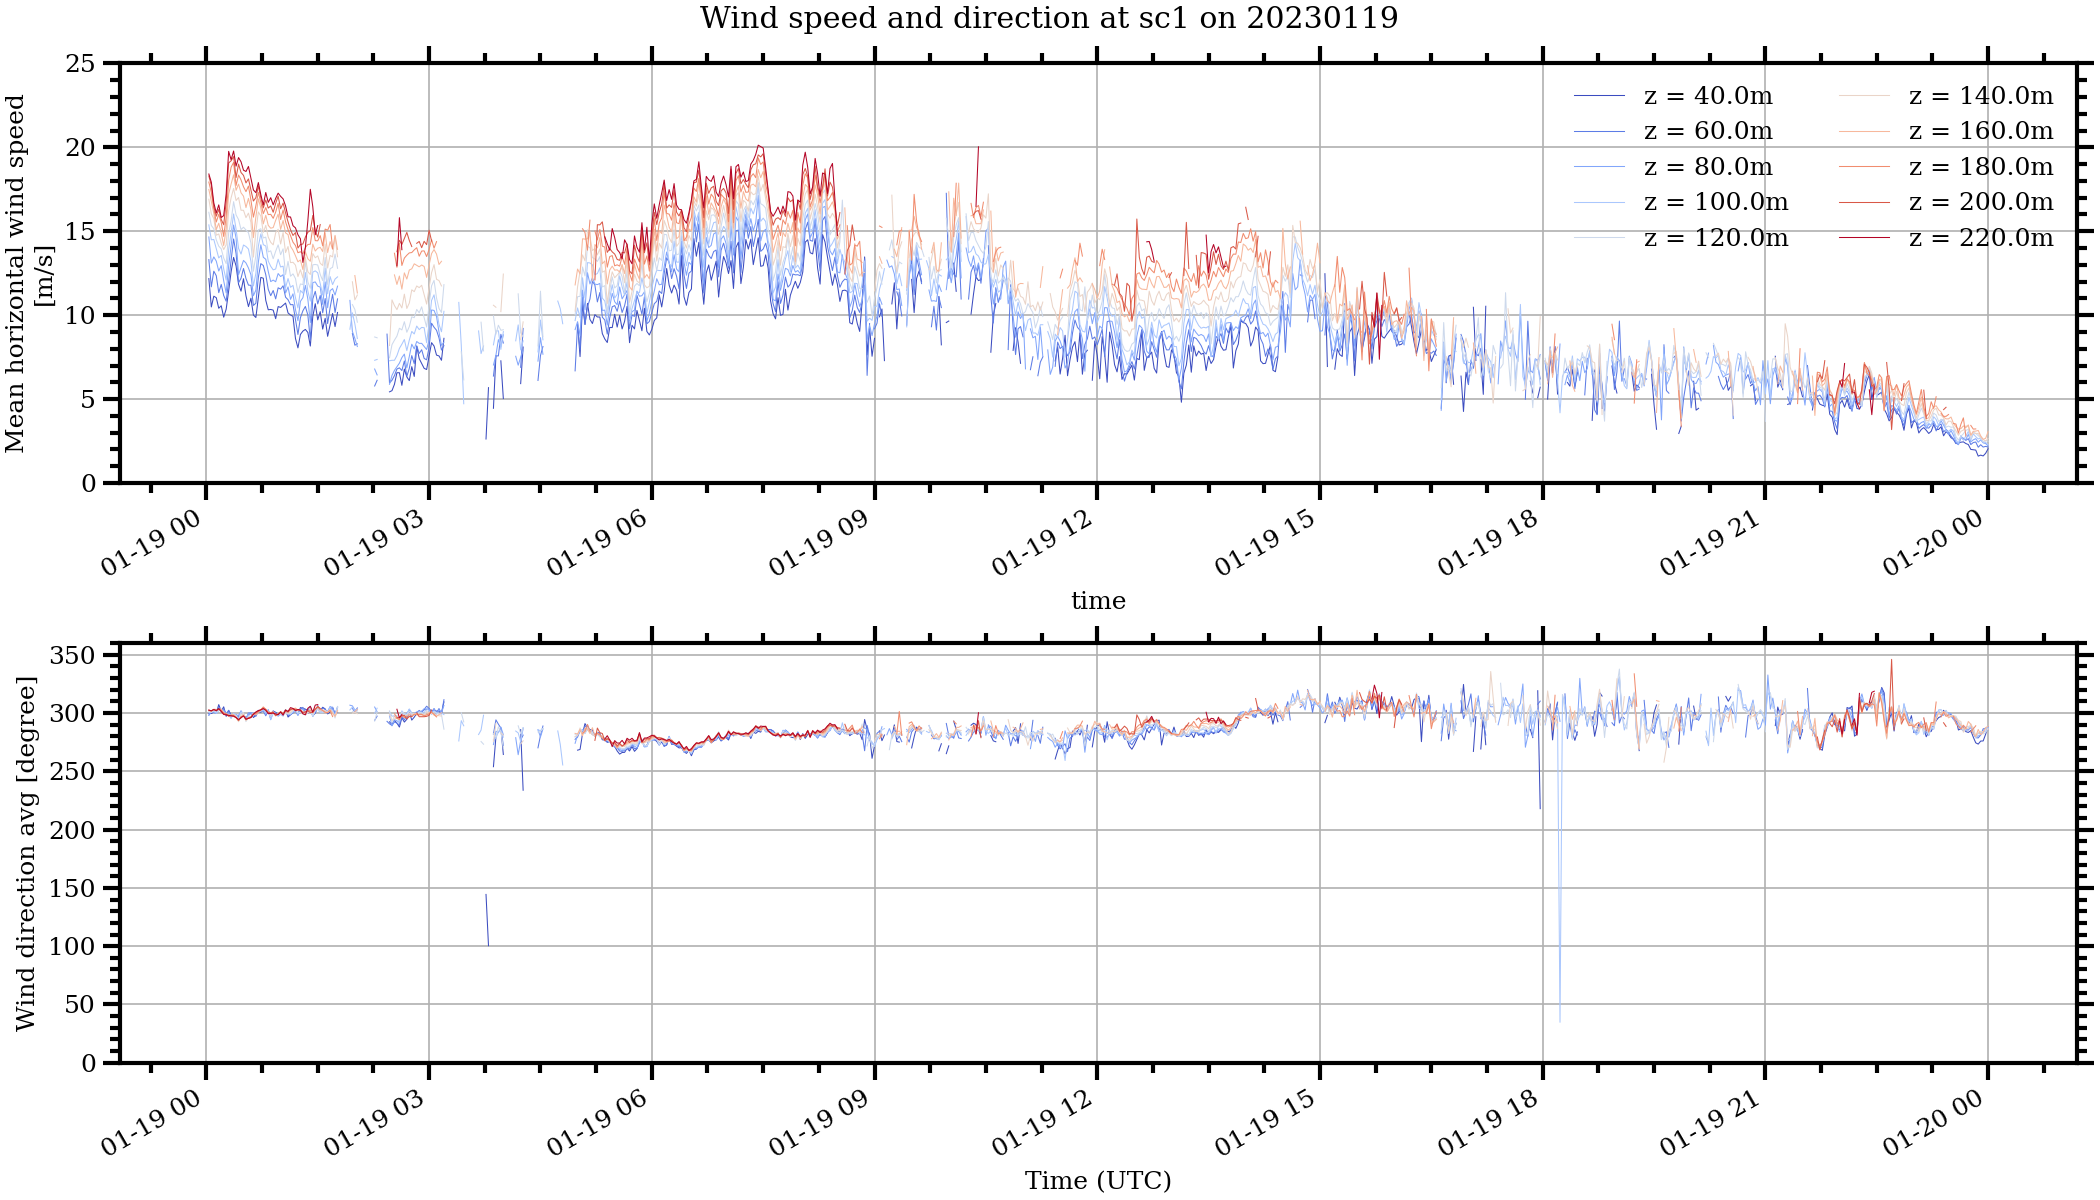 Wind speed and direction at sc1 on 20230119
Mean horizontal wind speed
[m/s]
25
20
15
10
5
0
z = 40.0m
z = 60.0m
z = 80.0m
z = 100.0m
z = 120.0m
z = 140.0m
z = 160.0m
z = 180.0m
z = 200.0m
z = 220.0m
01-19 00
01-19 03
01-19 06
01-19 09
01-19 12
01-19 15
01-19 18
01-19 21
01-20 00
time
Wind direction avg [degree]
350
300
250
200
150
100
50
0
01-19 00
01-19 03
01-19 06
01-19 09
01-19 12
01-19 15
01-19 18
01-19 21
01-20 00
Time (UTC)